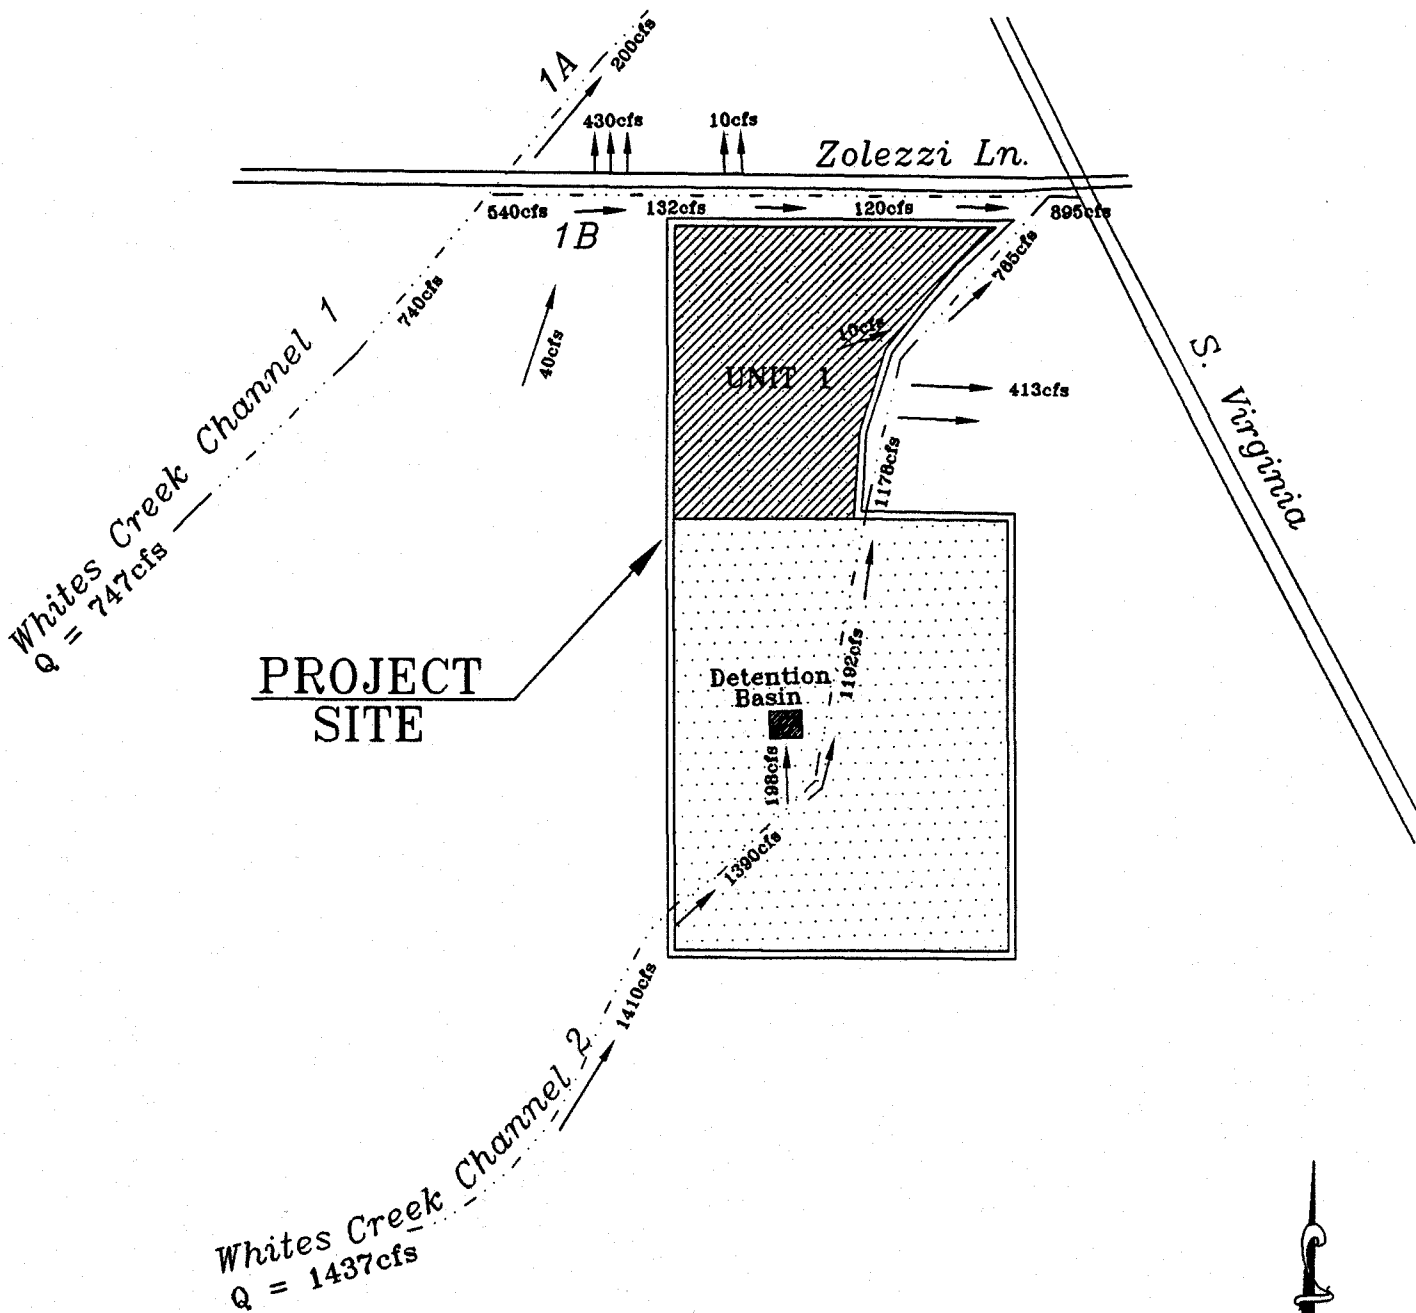 1A
200cfs
430cfs
10cfs
Zolezzi Ln.
540cfs
132cfs
120cfs
895cfs
1B
785cfs
740cfs
40cfs
10cfs
UNIT 1
413cfs
S. Virginia
Whites Creek Channel 1
Q = 747cfs
1178cfs
PROJECT
SITE
1192cfs
Detention
Basin
198cfs
1390cfs
1410cfs
Whites Creek Channel 2
Q = 1437cfs